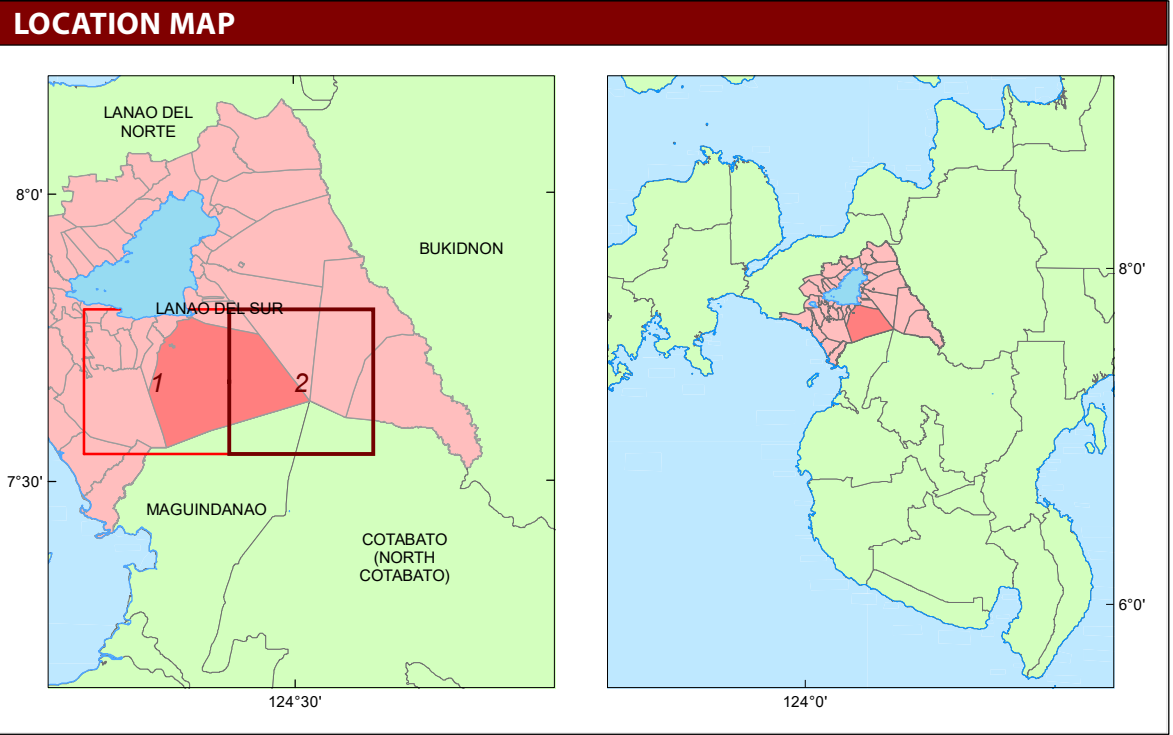 LOCATION MAP
LANAO DEL
NORTE
8°0'
BUKIDNON
LANAO DEL SUR
1
2
7°30'
MAGUINDANAO
COTABATO
(NORTH
COTABATO)
124°30'
8°0'
6°0'
124°0'